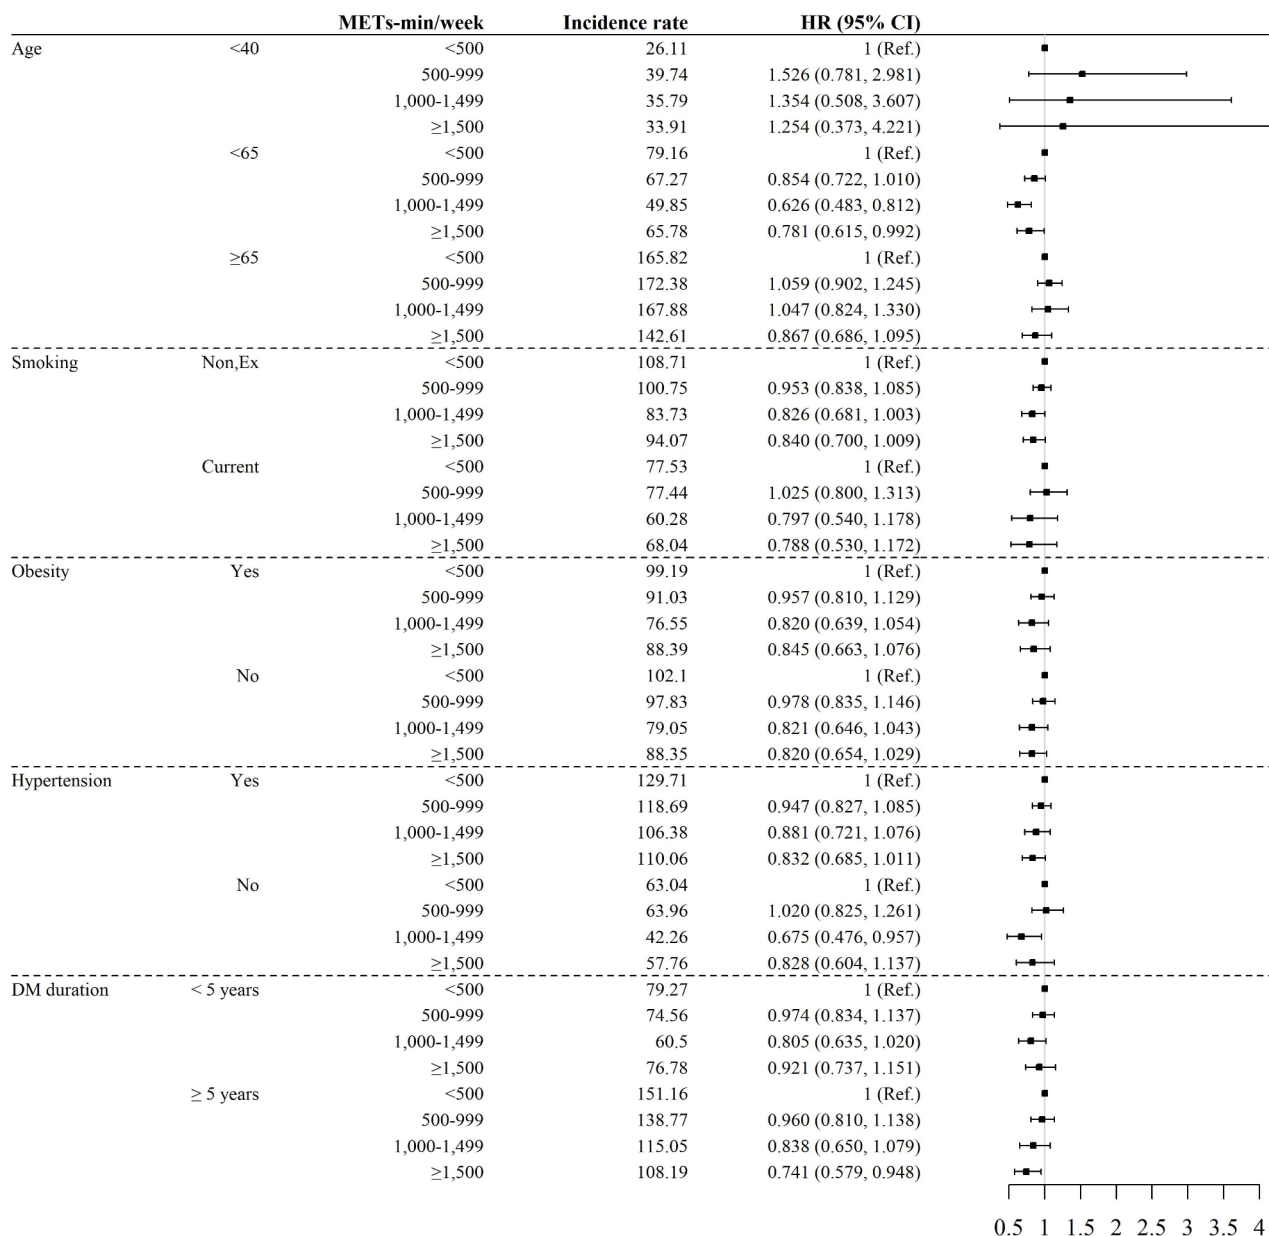 METs-min/week Incidence rate HR (95% CI)
Age <40 <500 26.11 1 (Ref.)
500-999 39.74 1.526 (0.781, 2.981)
1,000-1,499 35.79 1.354 (0.508, 3.607)
≥1,500 33.91 1.254 (0.373, 4.221)
<65 <500 79.16 1 (Ref.)
500-999 67.27 0.854 (0.722, 1.010)
1,000-1,499 49.85 0.626 (0.483, 0.812)
≥1,500 65.78 0.781 (0.615, 0.992)
≥65 <500 165.82 1 (Ref.)
500-999 172.38 1.059 (0.902, 1.245)
1,000-1,499 167.88 1.047 (0.824, 1.330)
≥1,500 142.61 0.867 (0.686, 1.095)
Smoking Non,Ex <500 108.71 1 (Ref.)
500-999 100.75 0.953 (0.838, 1.085)
1,000-1,499 83.73 0.826 (0.681, 1.003)
≥1,500 94.07 0.840 (0.700, 1.009)
Current <500 77.53 1 (Ref.)
500-999 77.44 1.025 (0.800, 1.313)
1,000-1,499 60.28 0.797 (0.540, 1.178)
≥1,500 68.04 0.788 (0.530, 1.172)
Obesity Yes <500 99.19 1 (Ref.)
500-999 91.03 0.957 (0.810, 1.129)
1,000-1,499 76.55 0.820 (0.639, 1.054)
≥1,500 88.39 0.845 (0.663, 1.076)
No <500 102.1 1 (Ref.)
500-999 97.83 0.978 (0.835, 1.146)
1,000-1,499 79.05 0.821 (0.646, 1.043)
≥1,500 88.35 0.820 (0.654, 1.029)
Hypertension Yes <500 129.71 1 (Ref.)
500-999 118.69 0.947 (0.827, 1.085)
1,000-1,499 106.38 0.881 (0.721, 1.076)
≥1,500 110.06 0.832 (0.685, 1.011)
No <500 63.04 1 (Ref.)
500-999 63.96 1.020 (0.825, 1.261)
1,000-1,499 42.26 0.675 (0.476, 0.957)
≥1,500 57.76 0.828 (0.604, 1.137)
DM duration < 5 years <500 79.27 1 (Ref.)
500-999 74.56 0.974 (0.834, 1.137)
1,000-1,499 60.5 0.805 (0.635, 1.020)
≥1,500 76.78 0.921 (0.737, 1.151)
≥ 5 years <500 151.16 1 (Ref.)
500-999 138.77 0.960 (0.810, 1.138)
1,000-1,499 115.05 0.838 (0.650, 1.079)
≥1,500 108.19 0.741 (0.579, 0.948)
0.5 1 1.5 2 2.5 3 3.5 4